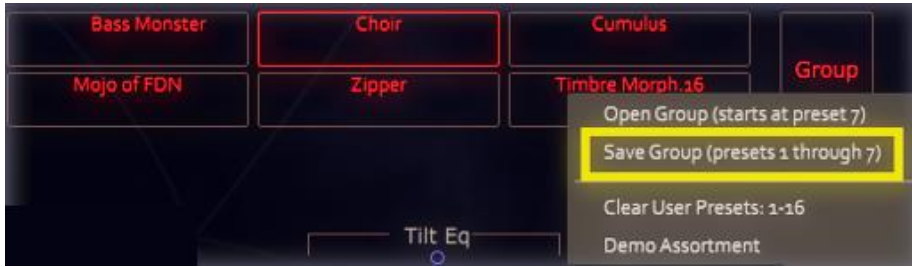 Bass Monster
Choir
Cumulus
Group
Mojo of FDN
Zipper
Timbre Morph.16
Open Group (starts at preset 7)
Save Group (presets 1 through 7)
Clear User Presets: 1-16
Demo Assortment
Tilt Eq